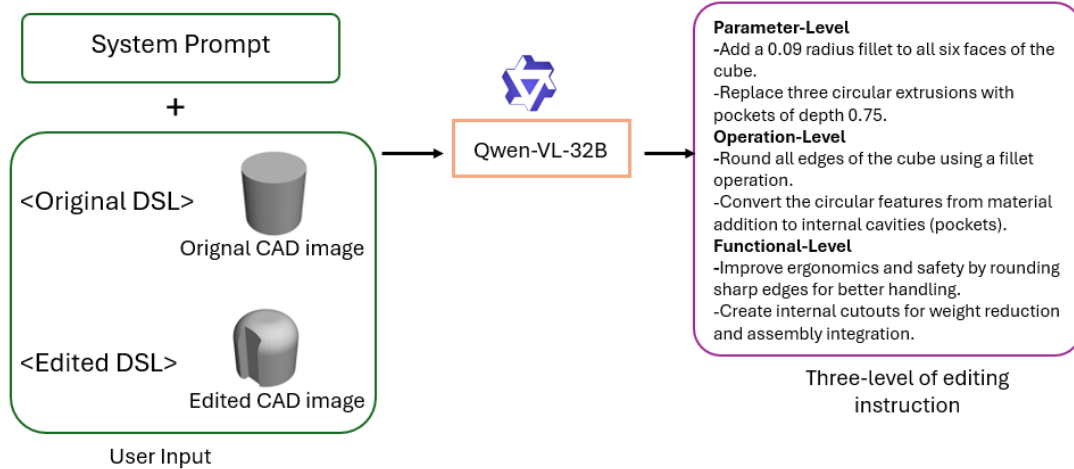 System Prompt
+
<Original DSL>
Orignal CAD image
<Edited DSL>
Edited CAD image
User Input
Qwen-VL-32B
Parameter-Level
-Add a 0.09 radius fillet to all six faces of the
cube.
-Replace three circular extrusions with
pockets of depth 0.75.
Operation-Level
-Round all edges of the cube using a fillet
operation.
-Convert the circular features from material
addition to internal cavities (pockets).
Functional-Level
-Improve ergonomics and safety by rounding
sharp edges for better handling.
-Create internal cutouts for weight reduction
and assembly integration.
Three-level of editing
instruction